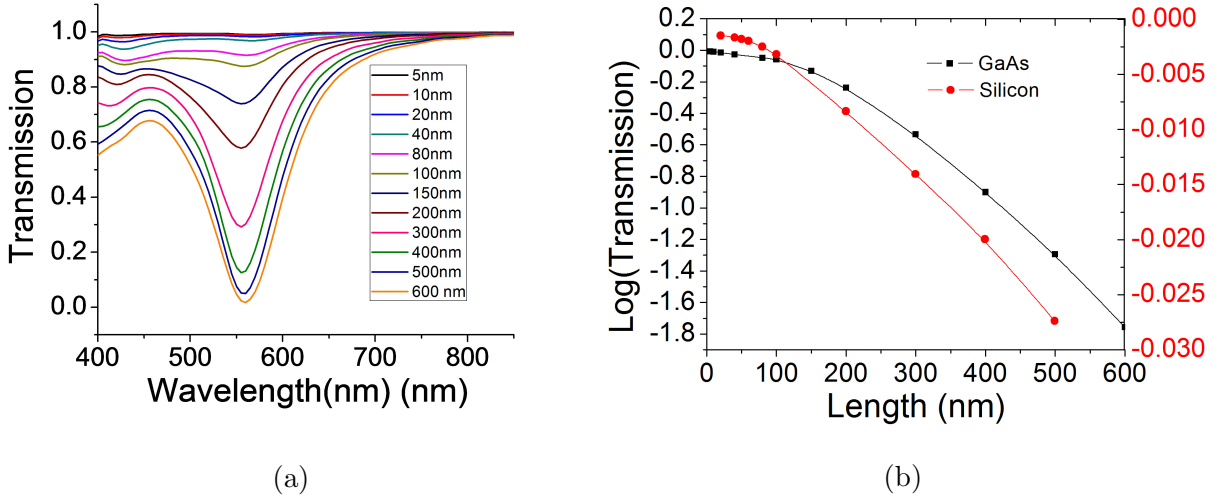 1.0
0.8
0.6
0.4
0.2
0.0
Transmission
400 500 600 700 800
Wavelength(nm) (nm)
5nm
10nm
20nm
40nm
80nm
100nm
150nm
200nm
300nm
400nm
500nm
600 nm
(a)
0.2
0.0
-0.2
-0.4
-0.6
-0.8
-1.0
-1.2
-1.4
-1.6
-1.8
Log(Transmission)
0 100 200 300 400 500 600
Length (nm)
GaAs
Silicon
0.000
-0.005
-0.010
-0.015
-0.020
-0.025
-0.030
(b)